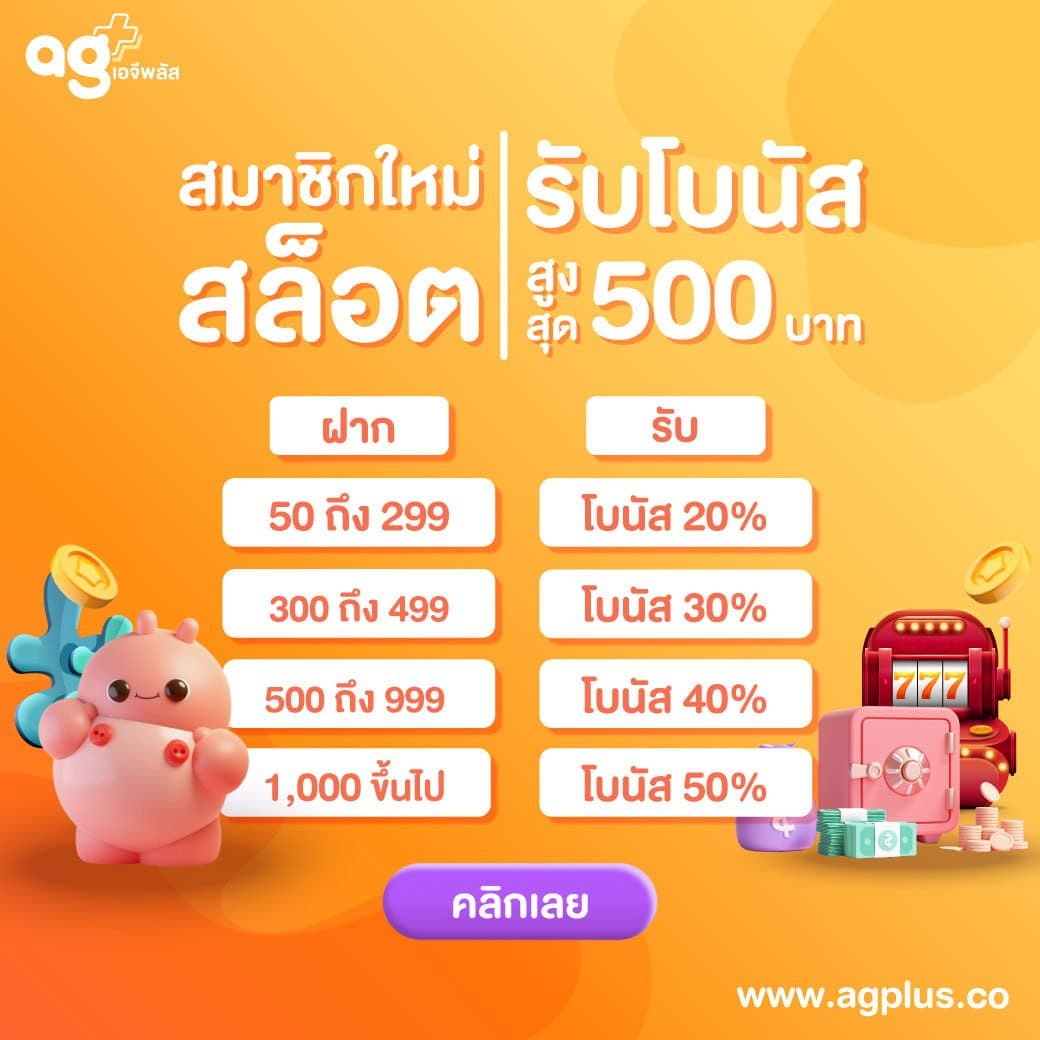 ag+
เอจีพลัส
สมาชิกใหม่
สล็อต
รับโบนัส
สูง
สุด
500 บาท
ฝาก
รับ
50 ถึง 299
โบนัส 20%
300 ถึง 499
โบนัส 30%
500 ถึง 999
โบนัส 40%
1,000 ขึ้นไป
โบนัส 50%
777
คลิกเลย
www.agplus.co